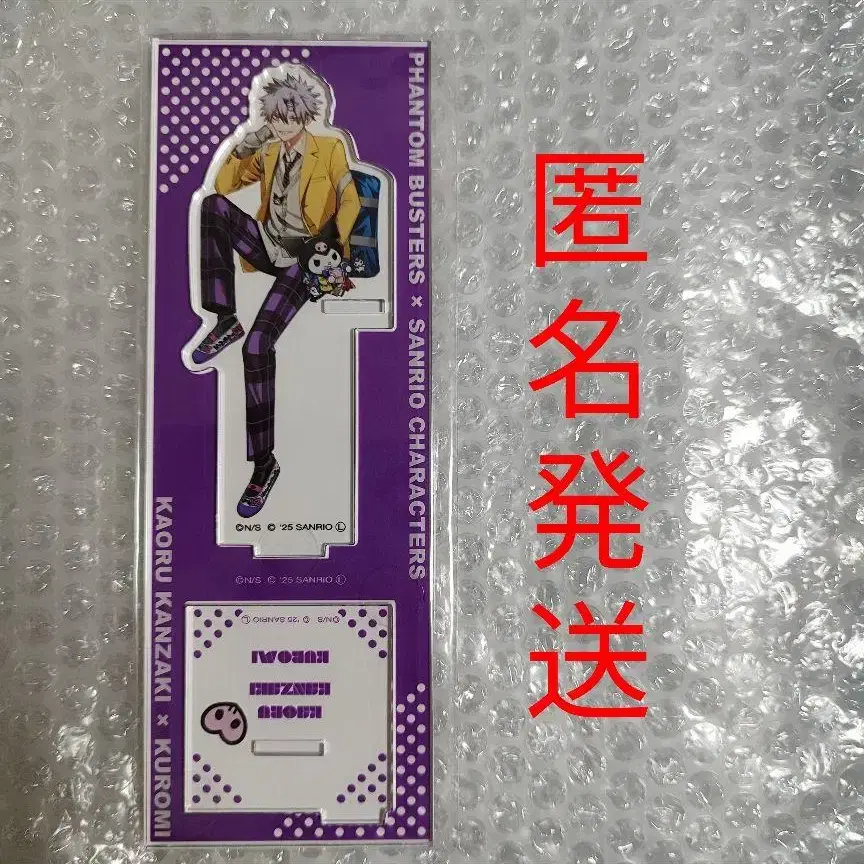 PHANTOM BUSTERS × SANRIO CHARACTERS
©N/S © '25 SANRIO Ⓛ
©N/S © '25 SANRIO Ⓛ
©N/S © '25 SANRIO Ⓛ
KAORU
KANZAKI
KUROMI
KAORU KANZAKI × KUROMI
匿名発送